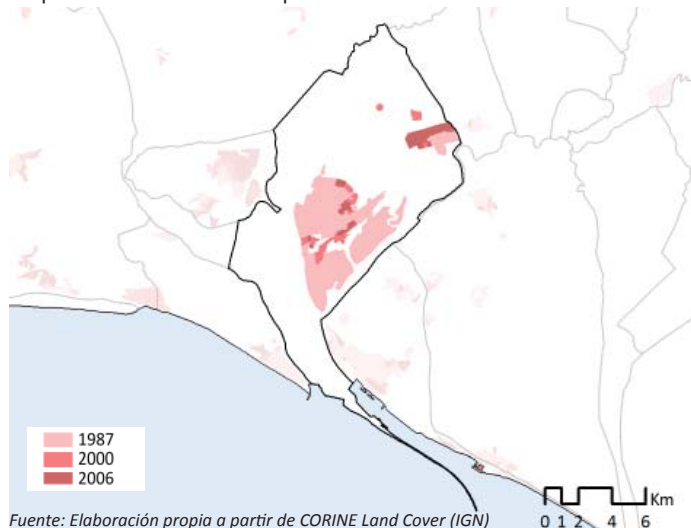 1987
2000
2006
Km
0 1 2 4 6
Fuente: Elaboración propia a partir de CORINE Land Cover (IGN)